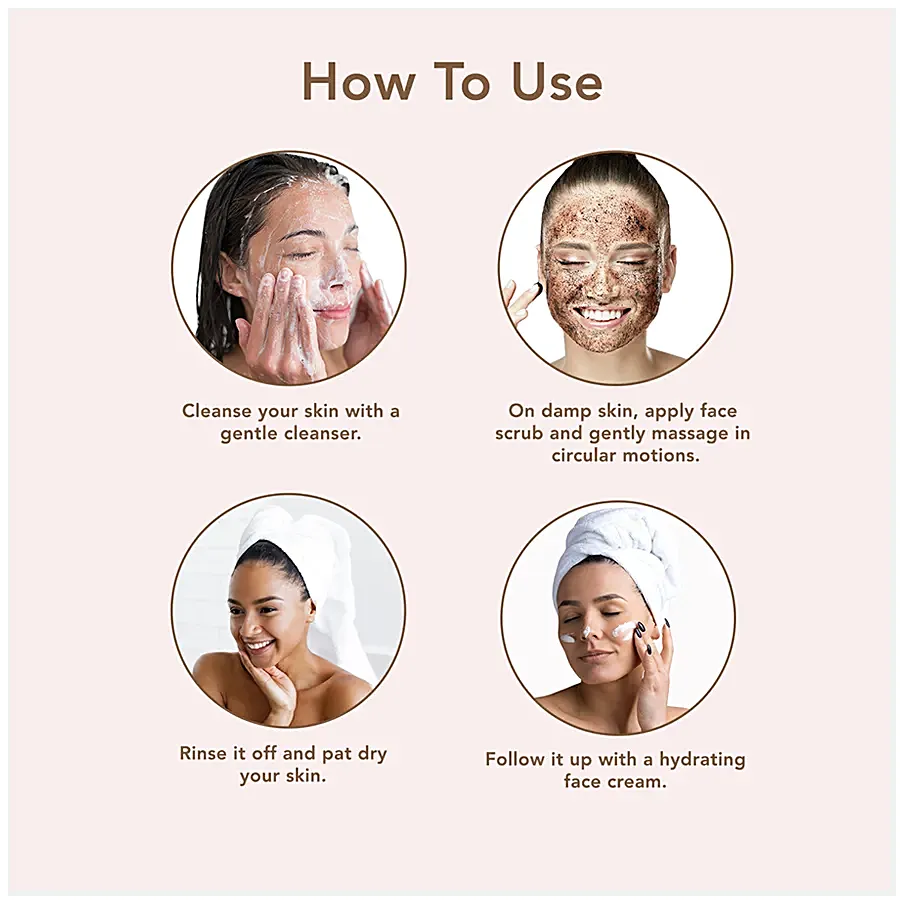 How To Use
Cleanse your skin with a
gentle cleanser.
On damp skin, apply face
scrub and gently massage in
circular motions.
Rinse it off and pat dry
your skin.
Follow it up with a hydrating
face cream.